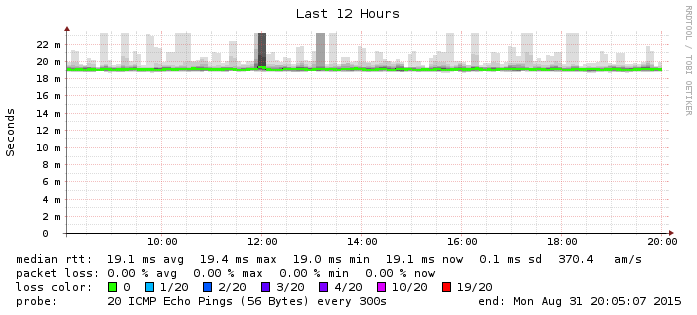 Last 12 Hours
RRDTOOL / TOBI OETIKER
Seconds
22 m
20 m
18 m
16 m
14 m
12 m
10 m
8 m
6 m
4 m
2 m
0
10:00 12:00 14:00 16:00 18:00 20:00
median rtt: 19.1 ms avg 19.4 ms max 19.0 ms min 19.1 ms now 0.1 ms sd 370.4 am/s
packet loss: 0.00 % avg 0.00 % max 0.00 % min 0.00 % now
loss color: 0 1/20 2/20 3/20 4/20 10/20 19/20
probe: 20 ICMP Echo Pings (56 Bytes) every 300s end: Mon Aug 31 20:05:07 2015